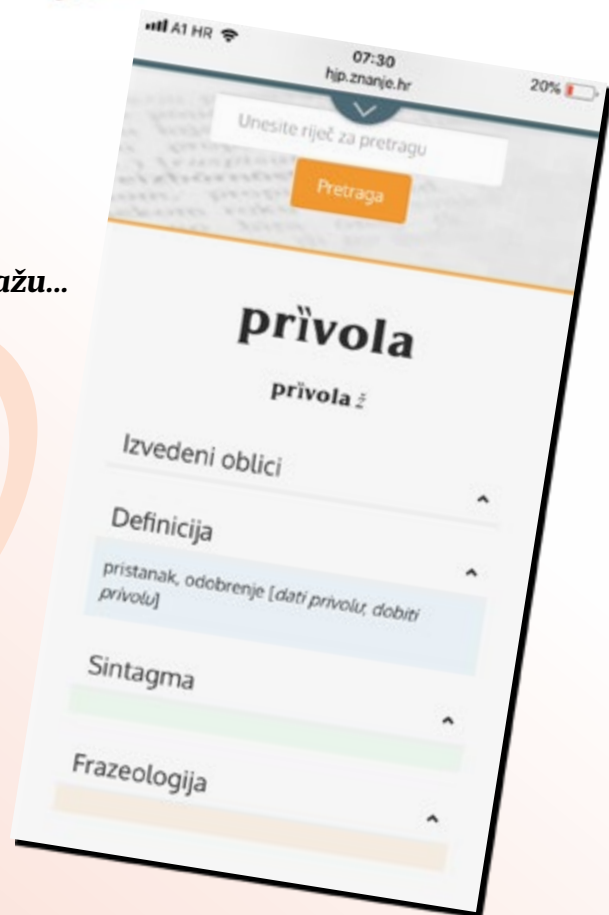 A1 HR
07:30
20%
hjp.znanje.hr
Unesite riječ za pretragu
Pretraga
ažu...
prȉvola
prȉvola ž
Izvedeni oblici
Definicija
pristanak, odobrenje [dati privolu; dobiti
privolu]
Sintagma
Frazeologija